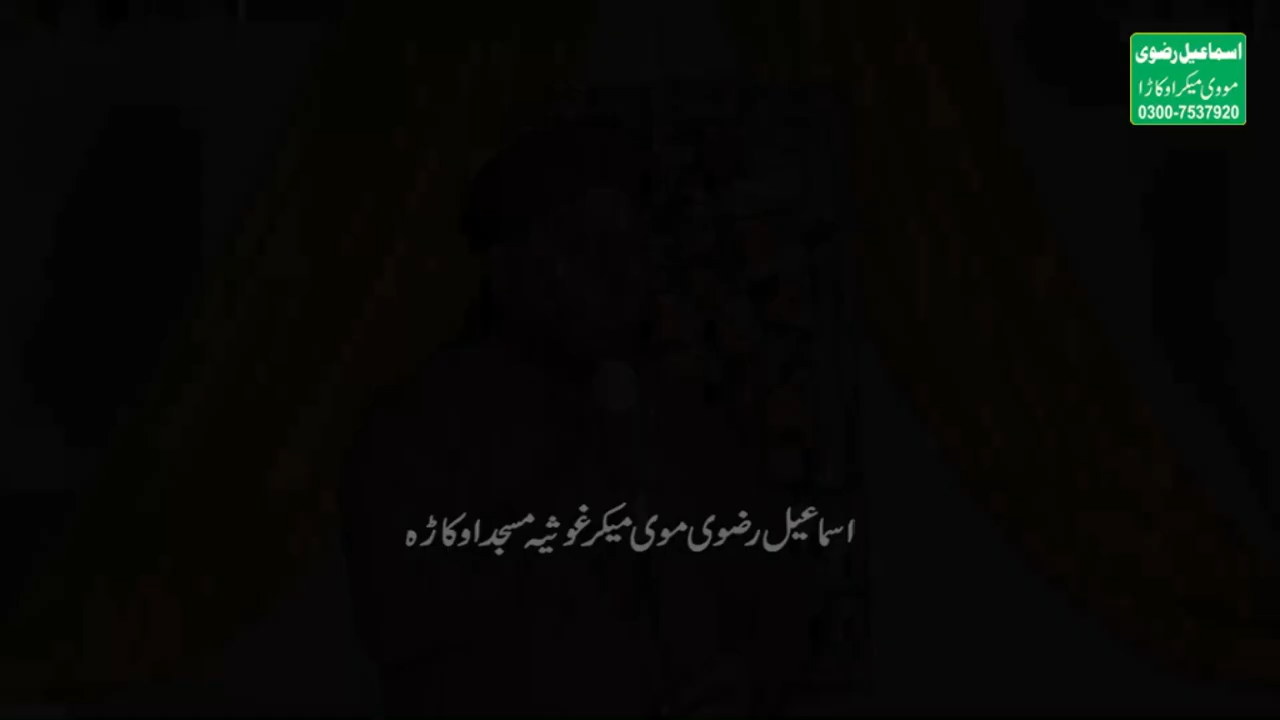 اسماعیل رضوی
مووی میکر اوکاڑا
0300-7537920
اسماعیل رضوی موی میکر غوثیہ مسجد اوکاڑہ